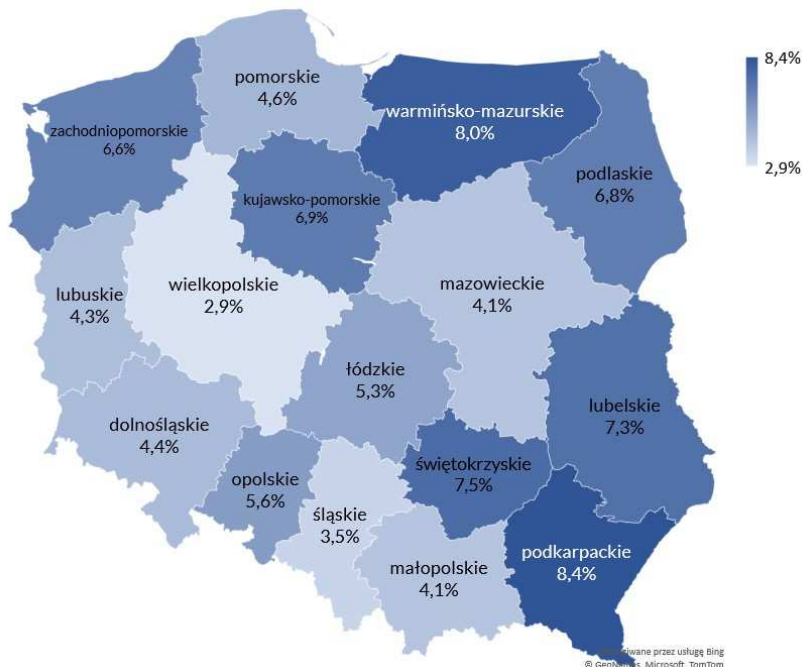 pomorskie
4,6%
8,4%
2,9%
warmińsko-mazurskie
8,0%
zachodniopomorskie
6,6%
podlaskie
6,8%
kujawsko-pomorskie
6,9%
wielkopolskie
2,9%
mazowieckie
4,1%
lubuskie
4,3%
łódzkie
5,3%
lubelskie
7,3%
dolnośląskie
4,4%
świętokrzyskie
7,5%
opolskie
5,6%
śląskie
3,5%
podkarpackie
8,4%
małopolskie
4,1%
przez usługę Bing
© Microsoft, TomTom